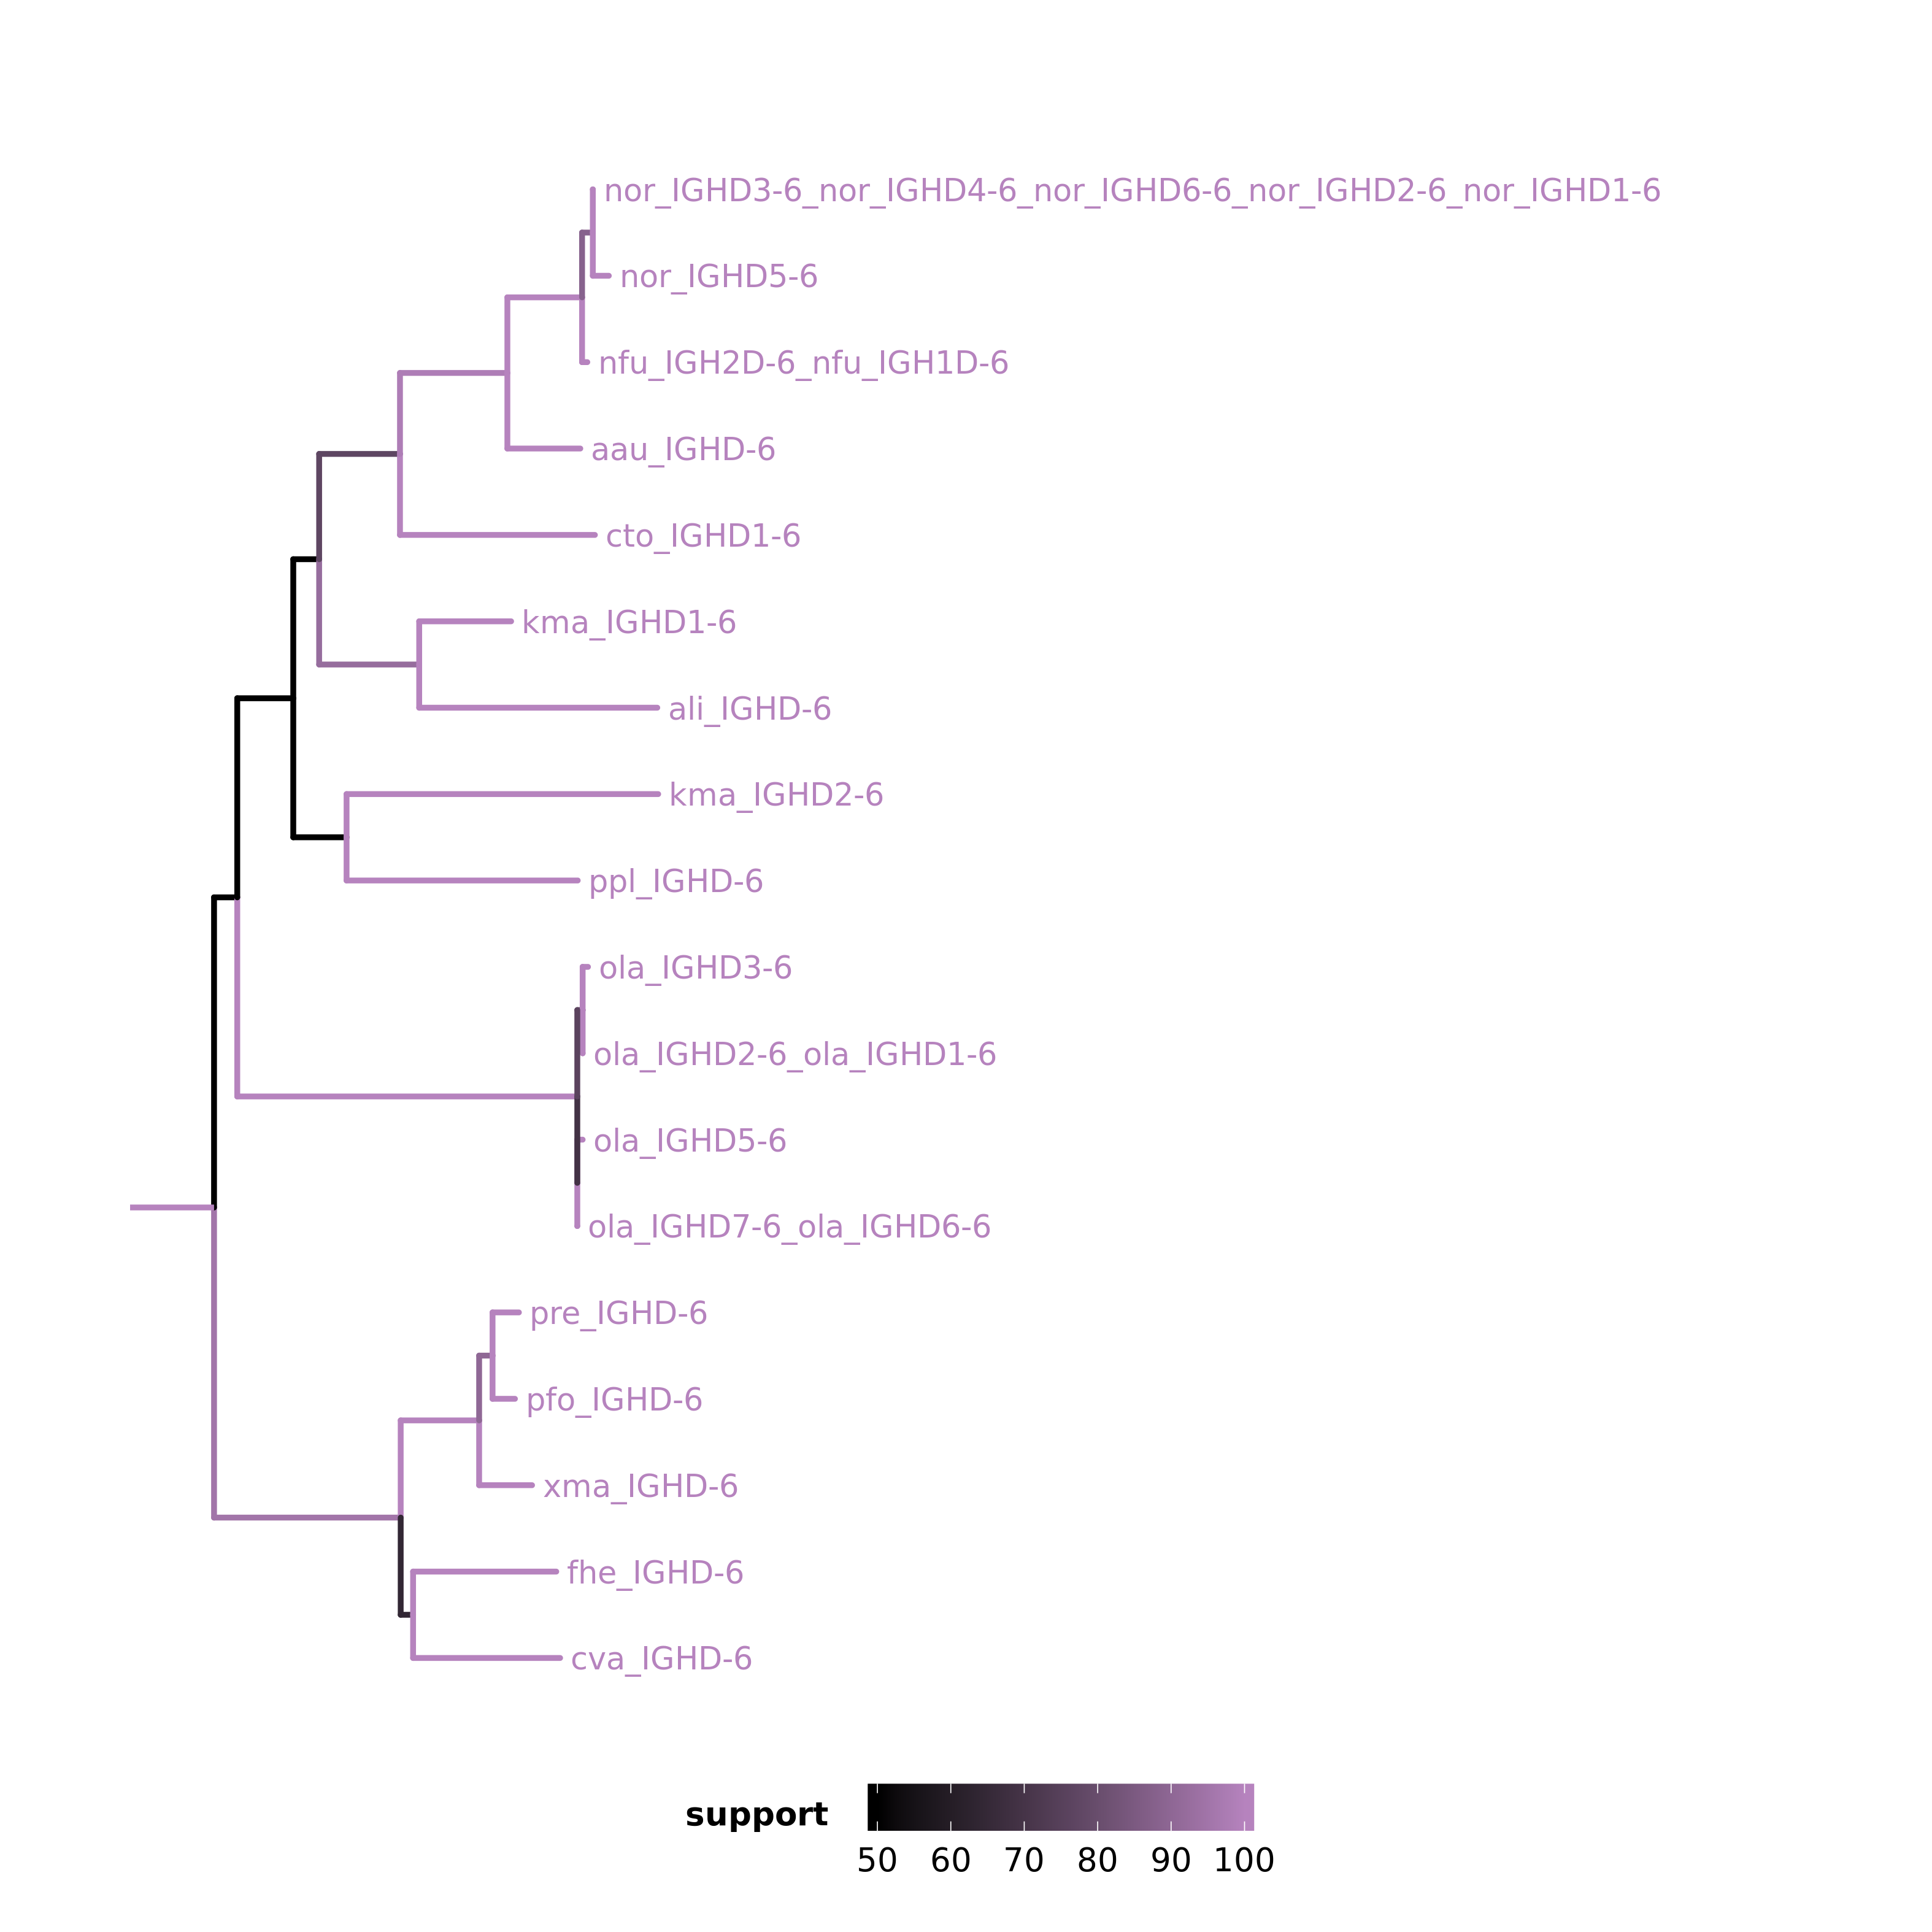 nor_IGHD3-6_nor_IGHD4-6_nor_IGHD6-6_nor_IGHD2-6_nor_IGHD1-6
nor_IGHD5-6
nfu_IGH2D-6_nfu_IGH1D-6
aau_IGHD-6
cto_IGHD1-6
kma_IGHD1-6
ali_IGHD-6
kma_IGHD2-6
ppl_IGHD-6
ola_IGHD3-6
ola_IGHD2-6_ola_IGHD1-6
ola_IGHD5-6
ola_IGHD7-6_ola_IGHD6-6
pre_IGHD-6
pfo_IGHD-6
xma_IGHD-6
fhe_IGHD-6
cva_IGHD-6
support
50 60 70 80 90 100